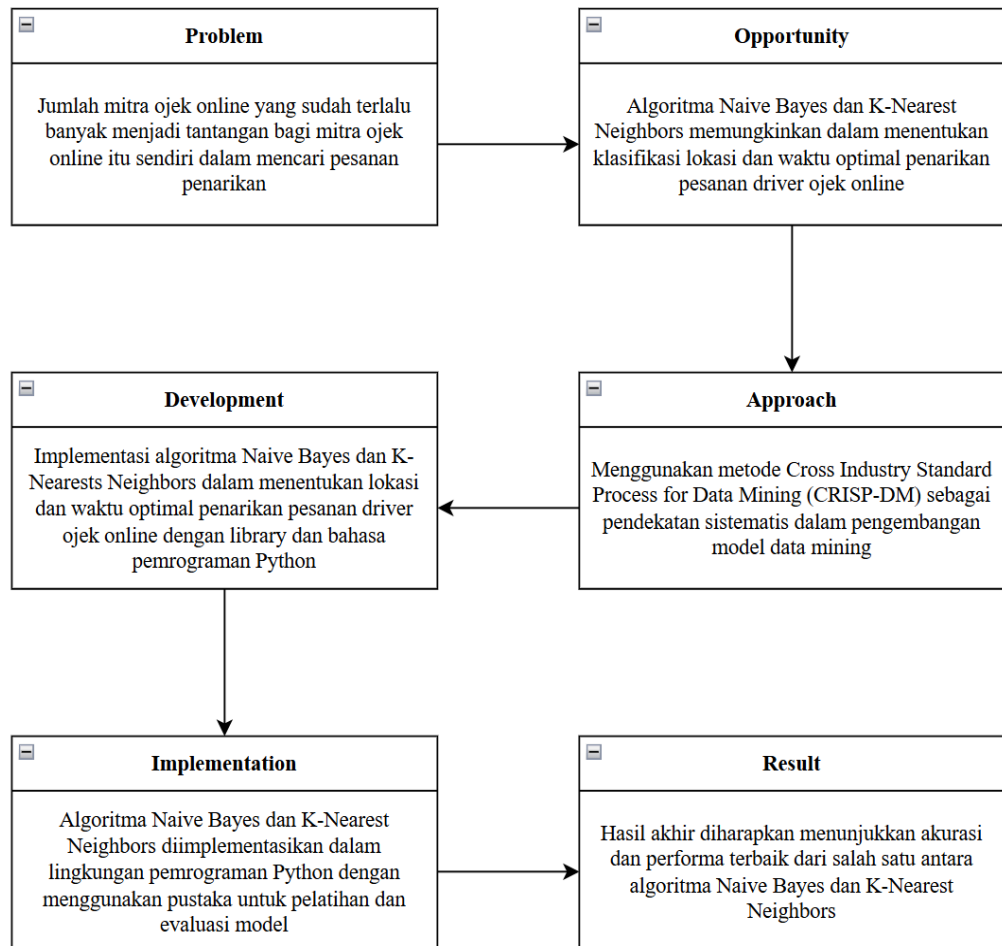 Problem
Jumlah mitra ojek online yang sudah terlalu
banyak menjadi tantangan bagi mitra ojek
online itu sendiri dalam mencari pesanan
penarikan
Opportunity
Algoritma Naive Bayes dan K-Nearest
Neighbors memungkinkan dalam menentukan
klasifikasi lokasi dan waktu optimal penarikan
pesanan driver ojek online
Approach
Menggunakan metode Cross Industry Standard
Process for Data Mining (CRISP-DM) sebagai
pendekatan sistematis dalam pengembangan
model data mining
Development
Implementasi algoritma Naive Bayes dan K-
Nearests Neighbors dalam menentukan lokasi
dan waktu optimal penarikan pesanan driver
ojek online dengan library dan bahasa
pemrograman Python
Implementation
Algoritma Naive Bayes dan K-Nearest
Neighbors diimplementasikan dalam
lingkungan pemrograman Python dengan
menggunakan pustaka untuk pelatihan dan
evaluasi model
Result
Hasil akhir diharapkan menunjukkan akurasi
dan performa terbaik dari salah satu antara
algoritma Naive Bayes dan K-Nearest
Neighbors